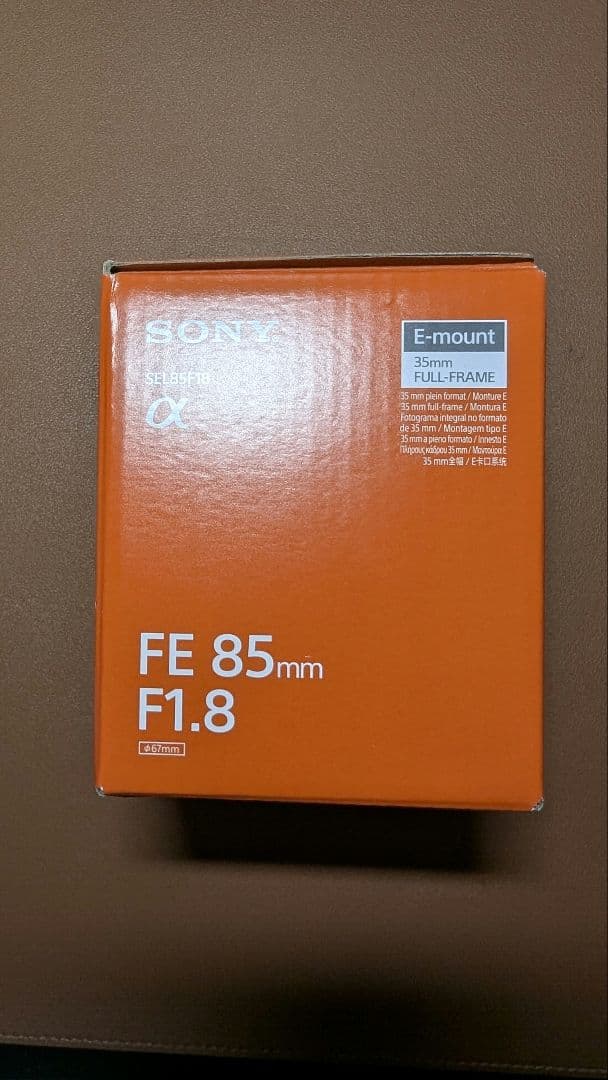 SONY
SEL85F18
α
E-mount
35mm
FULL-FRAME
35 mm plein format / Monture E
35 mm full-frame / Montura E
Fotograma integral no formato
de 35 mm / Montagem tipo E
35 mm a pieno formato / Innesto E
Πλήρους κάδρου 35 mm / Μοντούρα E
35 mm全幅 / E卡口系统
FE 85mm
F1.8
ϕ67mm